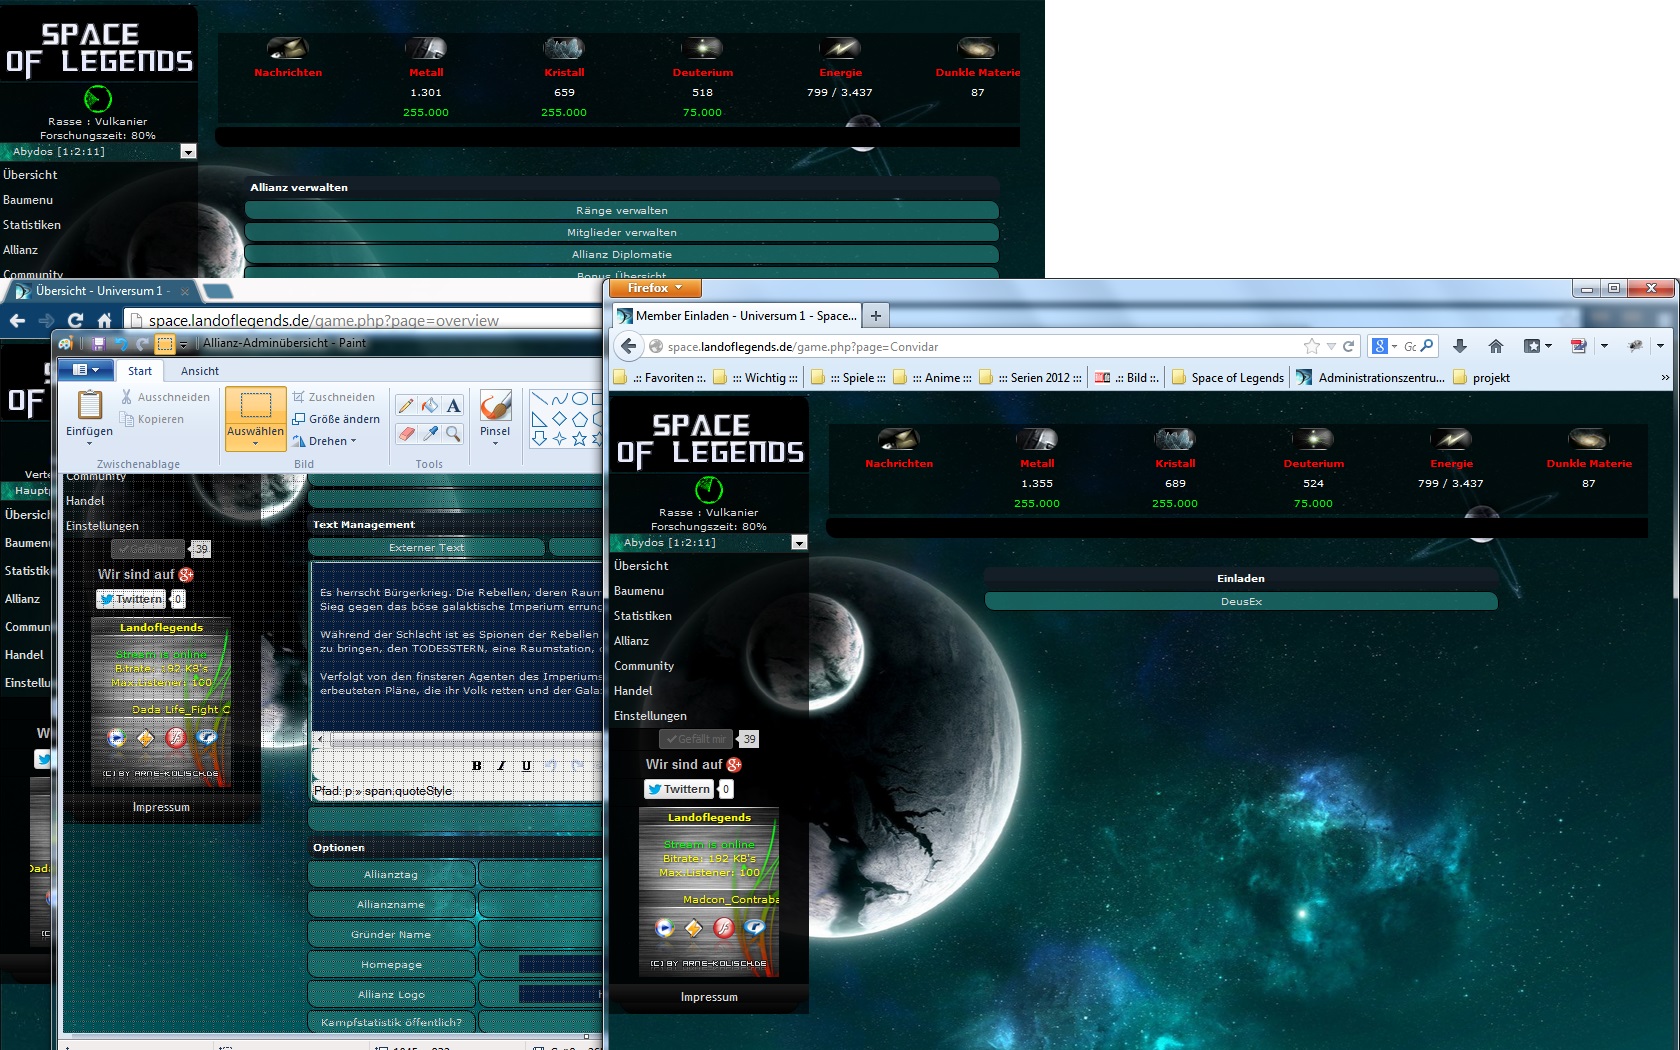 SPACE
OF LEGENDS
Nachrichten Metall Kristall Deuterium Energie Dunkle Materie
1.301 659 518 799 / 3.437 87
255.000 255.000 75.000
Rasse : Vulkanier
Forschungszeit: 80%
Abydos [1:2:11]
Übersicht
Baumenu
Statistiken
Allianz
Community
Allianz verwalten
Ränge verwalten
Mitglieder verwalten
Allianz Diplomatie
Bonus Übersicht
Übersicht - Universum 1 -
space.landoflegends.de/game.php?page=overview
Allianz-Adminübersicht - Paint
Start Ansicht
Einfügen
Ausschneiden
Kopieren
Zwischenablage
Auswählen
Zuschneiden
Größe ändern
Drehen
Bild
Tools
Pinsel
OF
Verte
Haupt
Übersich
Baumen
Statistik
Allianz
Commun
Handel
Einstellu
W
Dada
Community
Handel
Einstellungen
Gefällt mir 39
Wir sind auf g+
Twittern 0
Landoflegends
Stream is online
Bitrate: 192 KB's
Max.Listener: 100
Dada Life_Fight C
(C) BY ARNE-KOLISCH.DE
Impressum
Text Management
Externer Text
Es herrscht Bürgerkrieg. Die Rebellen, deren Raum
Sieg gegen das böse galaktische Imperium errung
Während der Schlacht ist es Spionen der Rebellen
zu bringen, den TODESSTERN, eine Raumstation,
Verfolgt von den finsteren Agenten des Imperiums
erbeuteten Pläne, die ihr Volk retten und der Gala
B I U
Pfad: p » span.quoteStyle
Optionen
Allianztag
Allianzname
Gründer Name
Homepage
Allianz Logo
Kampfstatistik öffentlich?
Firefox
Member Einladen - Universum 1 - Space...
space.landoflegends.de/game.php?page=Convidar
.:: Favoriten ::. ::: Wichtig ::: ::: Spiele ::: .:: Anime ::. .:: Serien 2012 ::: .:: Bild ::. Space of Legends Administrationszentru... projekt »
SPACE
OF LEGENDS
Nachrichten Metall Kristall Deuterium Energie Dunkle Materie
1.355 689 524 799 / 3.437 87
255.000 255.000 75.000
Rasse : Vulkanier
Forschungszeit: 80%
Abydos [1:2:11]
Übersicht
Baumenu
Statistiken
Allianz
Community
Handel
Einstellungen
Gefällt mir 39
Wir sind auf g+
Twittern 0
Landoflegends
Stream is online
Bitrate: 192 KB's
Max.Listener: 100
Madcon_Contraba
(C) BY ARNE-KOLISCH.DE
Impressum
Einladen
DeusEx